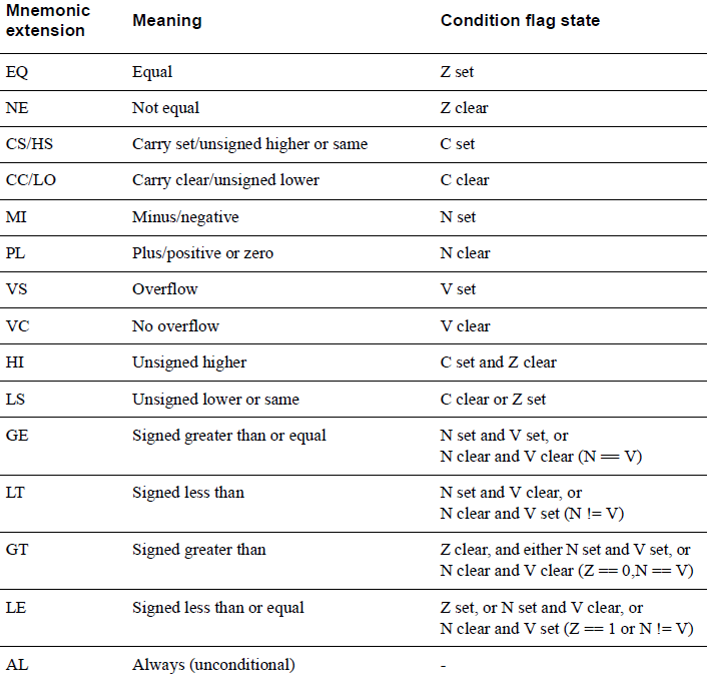 Mnemonic extension Meaning Condition flag state
EQ Equal Z set
NE Not equal Z clear
CS/HS Carry set/unsigned higher or same C set
CC/LO Carry clear/unsigned lower C clear
MI Minus/negative N set
PL Plus/positive or zero N clear
VS Overflow V set
VC No overflow V clear
HI Unsigned higher C set and Z clear
LS Unsigned lower or same C clear or Z set
GE Signed greater than or equal N set and V set, or
N clear and V clear (N == V)
LT Signed less than N set and V clear, or
N clear and V set (N != V)
GT Signed greater than Z clear, and either N set and V set, or
N clear and V clear (Z == 0,N == V)
LE Signed less than or equal Z set, or N set and V clear, or
N clear and V set (Z == 1 or N != V)
AL Always (unconditional) -